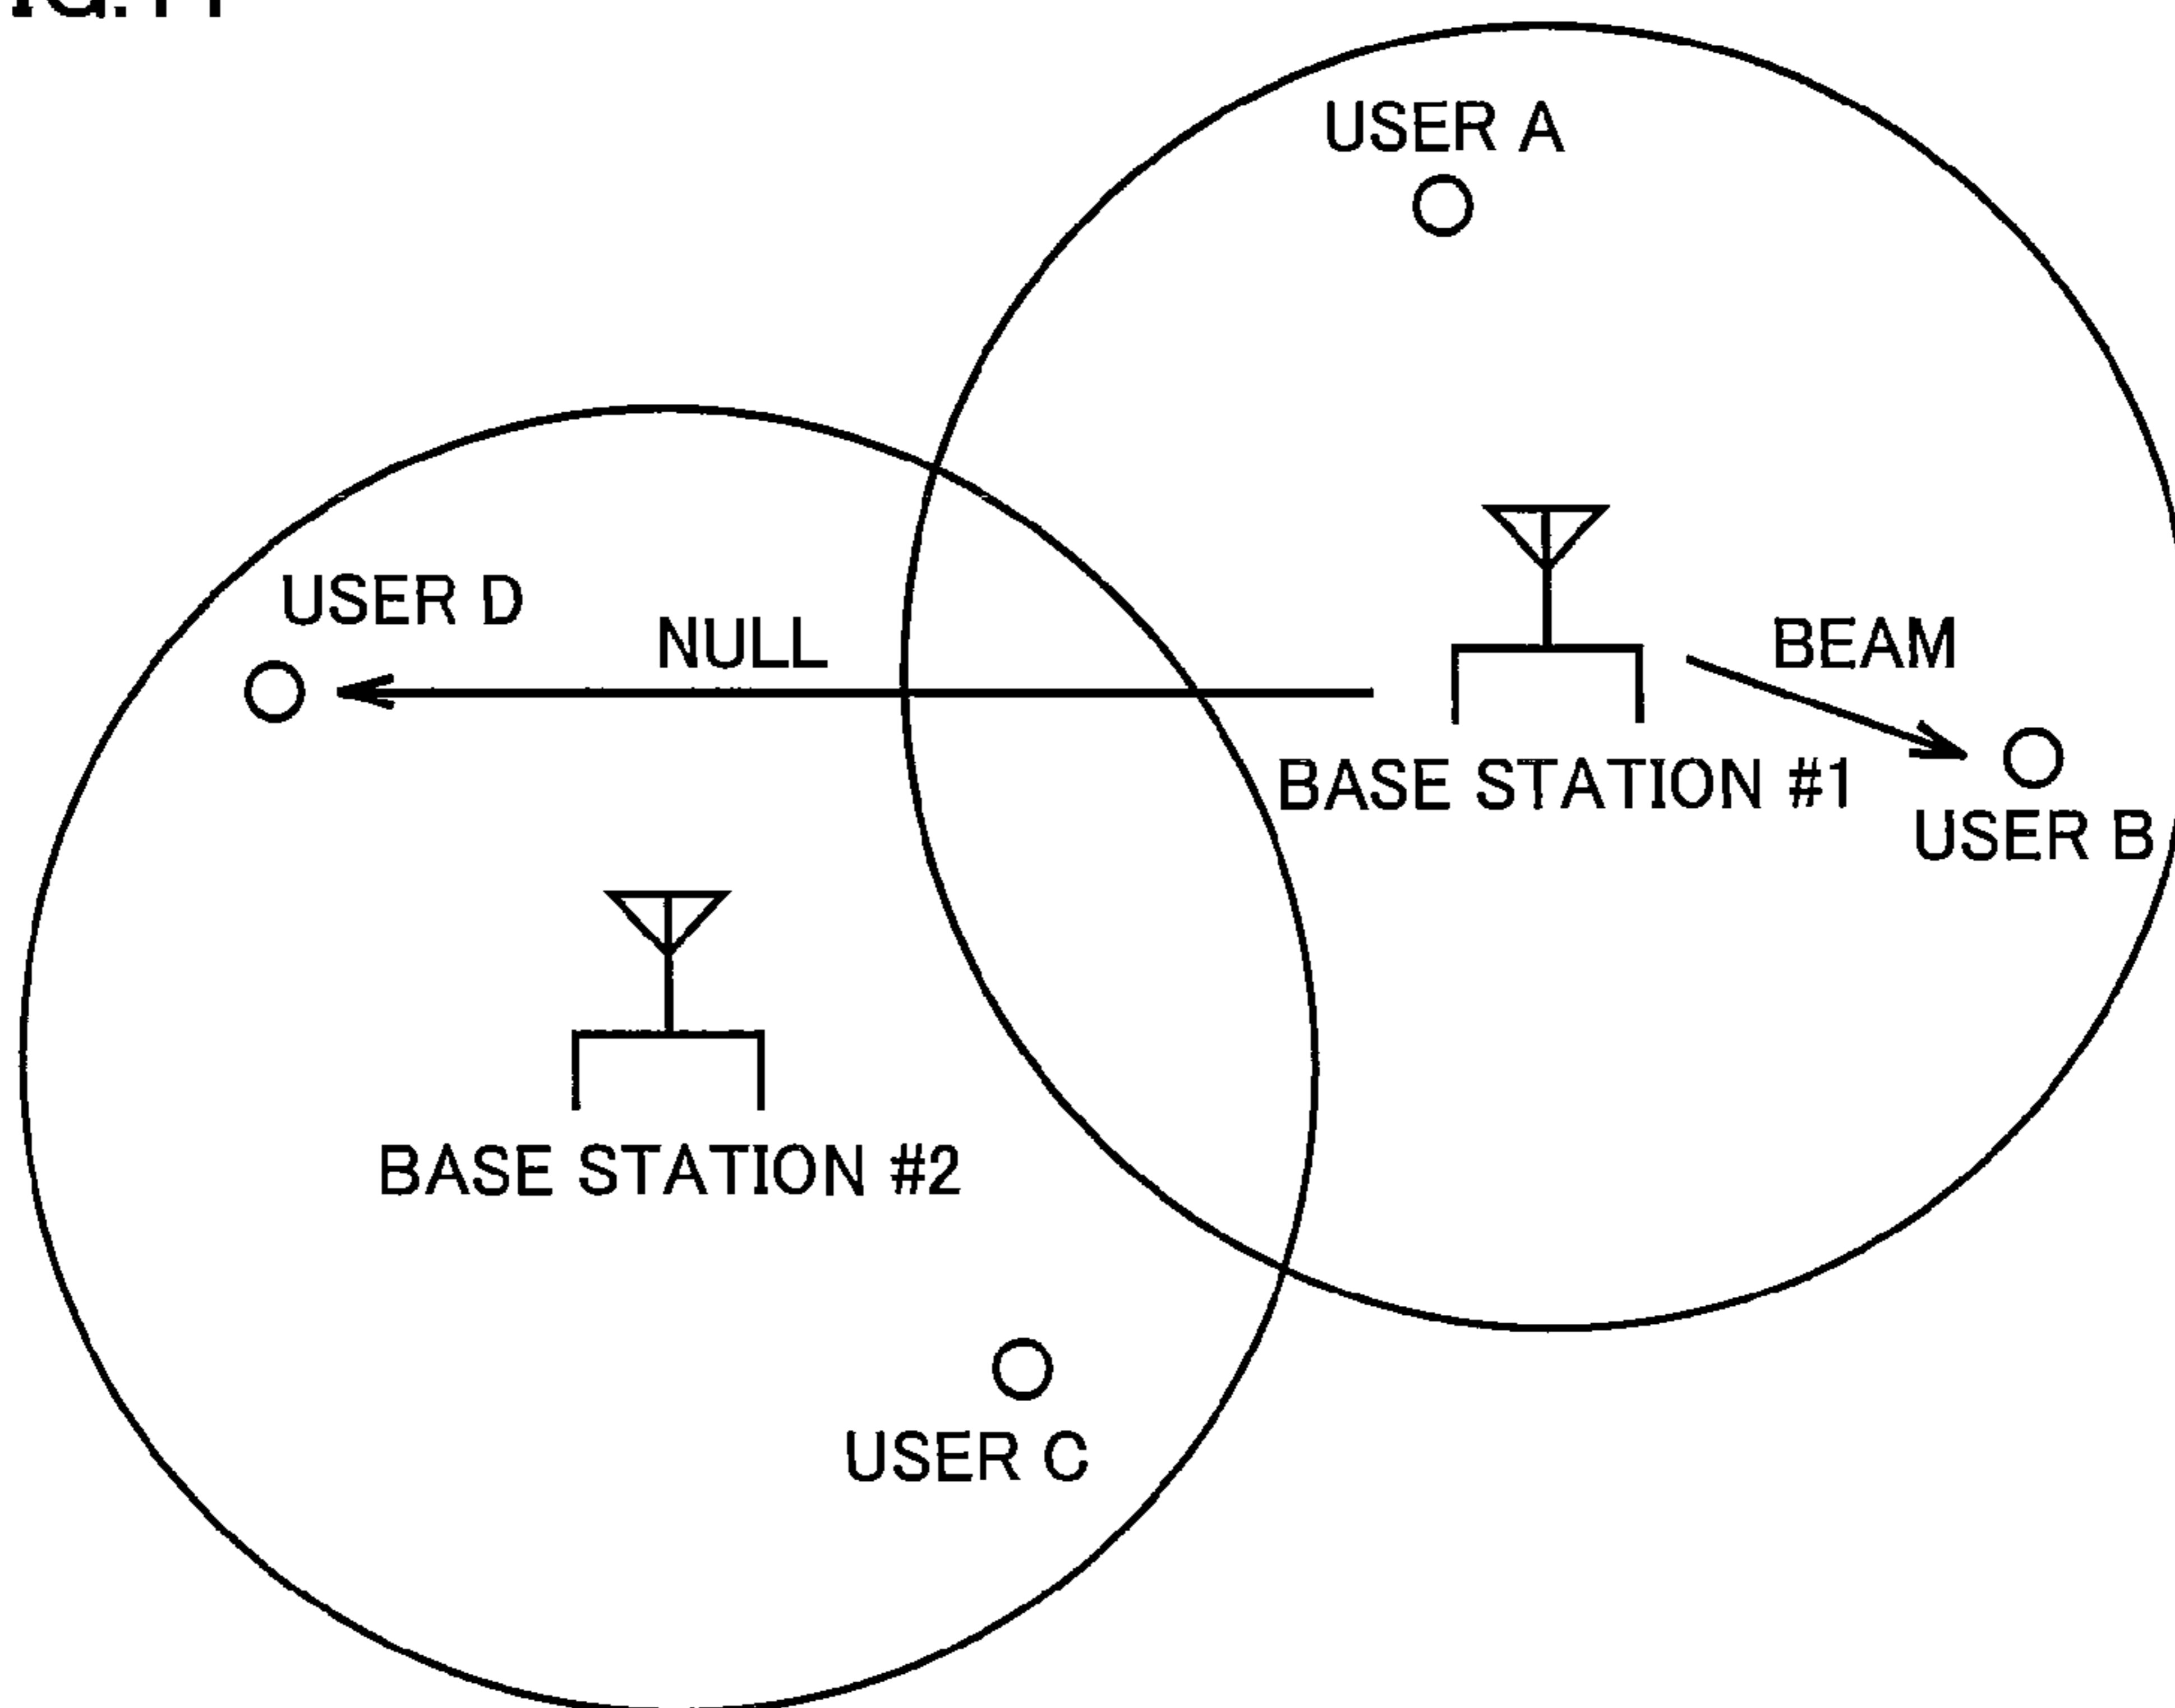 USER A
USER D
NULL
BEAM
BASE STATION #1
USER B
BASE STATION #2
USER C